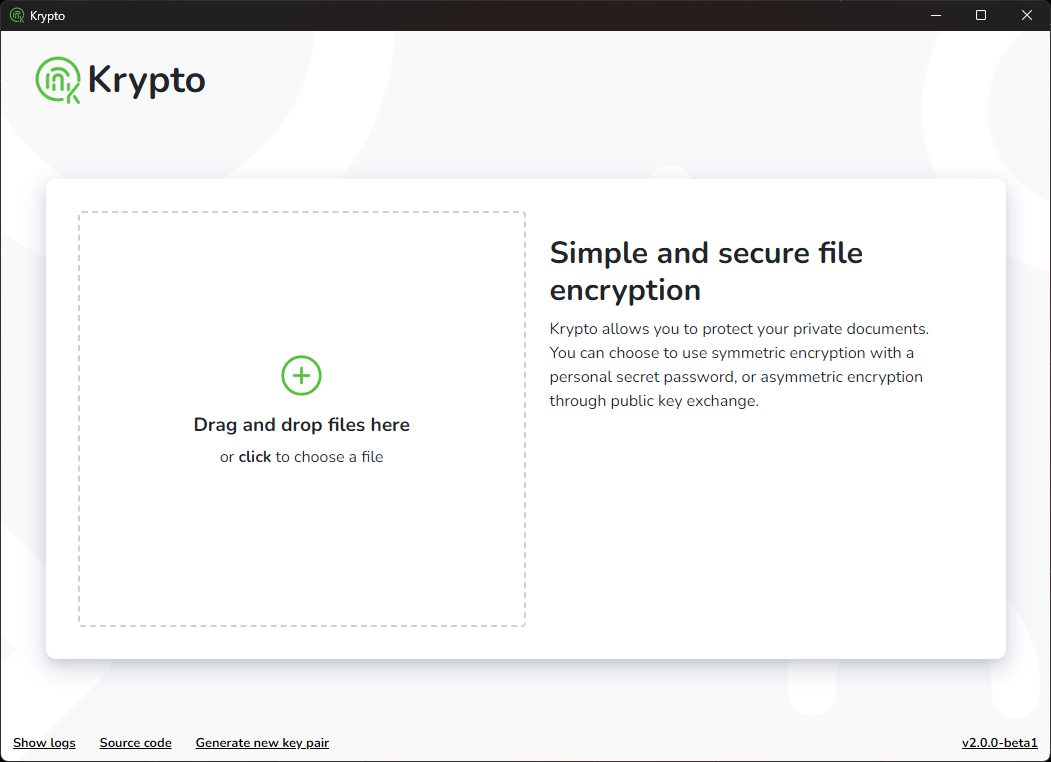 Krypto
Krypto
Simple and secure file
encryption
Krypto allows you to protect your private documents.
You can choose to use symmetric encryption with a
personal secret password, or asymmetric encryption
through public key exchange.
Drag and drop files here
or click to choose a file
Show logs
Source code
Generate new key pair
v2.0.0-beta1